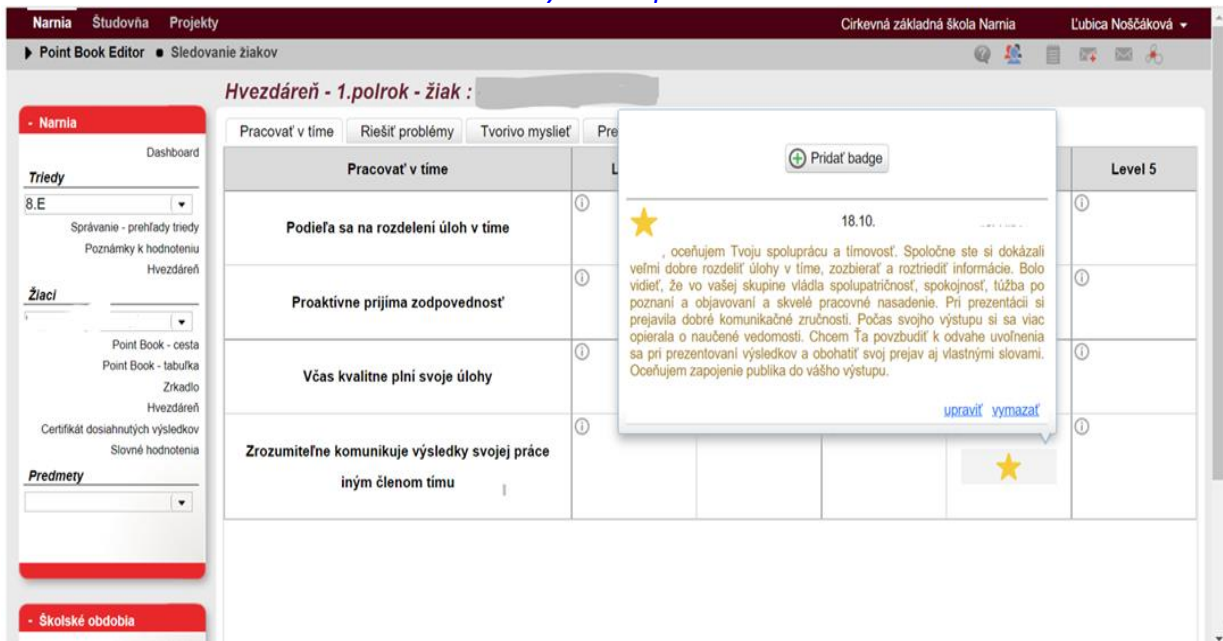 Narnia Študovňa Projekty Cirkevná základná škola Narnia Ľubica Noščáková
Point Book Editor Sledovanie žiakov
Hvezdáreň - 1.polrok - žiak :
- Narnia
Dashboard
Triedy
8.E
Správanie - prehľady triedy
Poznámky k hodnoteniu
Hvezdáreň
Žiaci
Point Book - cesta
Point Book - tabuľka
Zrkadlo
Hvezdáreň
Certifikát dosiahnutých výsledkov
Slovné hodnotenia
Predmety
- Školské obdobia
Pracovať v tíme Riešiť problémy Tvorivo myslieť Pre
Pracovať v tíme L Level 5
Podieľa sa na rozdelení úloh v tíme
Proaktívne prijíma zodpovednosť
Včas kvalitne plní svoje úlohy
Zrozumiteľne komunikuje výsledky svojej práce
iným členom tímu
Pridať badge
18.10.
, oceňujem Tvoju spoluprácu a tímovosť. Spoločne ste si dokázali
veľmi dobre rozdeliť úlohy v tíme, zozbierať a roztriediť informácie. Bolo
vidieť, že vo vašej skupine vládla spolupatričnosť, spokojnosť, túžba po
poznaní a objavovaní a skvelé pracovné nasadenie. Pri prezentácii si
prejavila dobré komunikačné zručnosti. Počas svojho výstupu si sa viac
opierala o naučené vedomosti. Chcem Ťa povzbudiť k odvahe uvoľnenia
sa pri prezentovaní výsledkov a obohatiť svoj prejav aj vlastnými slovami.
Oceňujem zapojenie publika do vášho výstupu.
upraviť vymazať